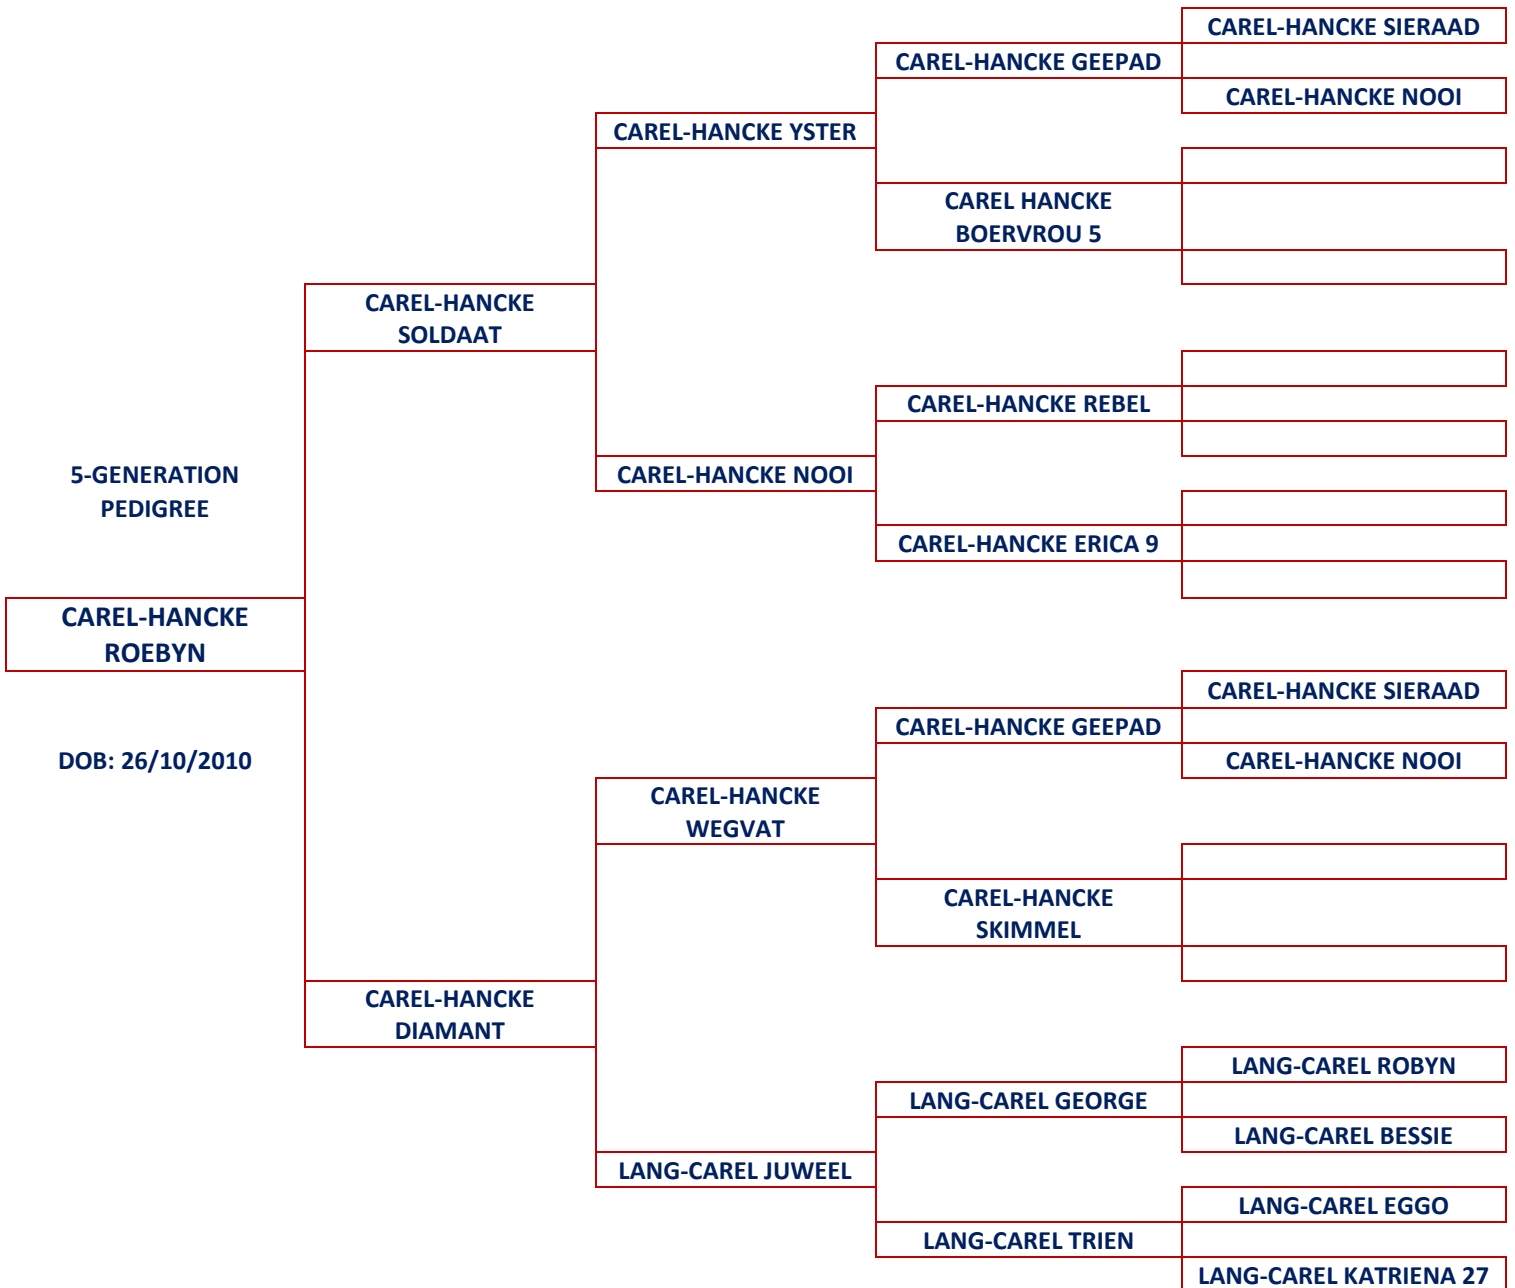 CAREL-HANCKE SIERAAD
CAREL-HANCKE GEEPAD
CAREL-HANCKE NOOI
CAREL-HANCKE YSTER
CAREL HANCKE
BOERVROU 5
CAREL-HANCKE
SOLDAAT
CAREL-HANCKE REBEL
CAREL-HANCKE NOOI
CAREL-HANCKE ERICA 9
5-GENERATION
PEDIGREE
CAREL-HANCKE
ROEBYN
DOB: 26/10/2010
CAREL-HANCKE SIERAAD
CAREL-HANCKE GEEPAD
CAREL-HANCKE NOOI
CAREL-HANCKE
WEGVAT
CAREL-HANCKE
SKIMMEL
CAREL-HANCKE
DIAMANT
LANG-CAREL ROBYN
LANG-CAREL GEORGE
LANG-CAREL BESSIE
LANG-CAREL JUWEEL
LANG-CAREL EGGO
LANG-CAREL TRIEN
LANG-CAREL KATRIENA 27